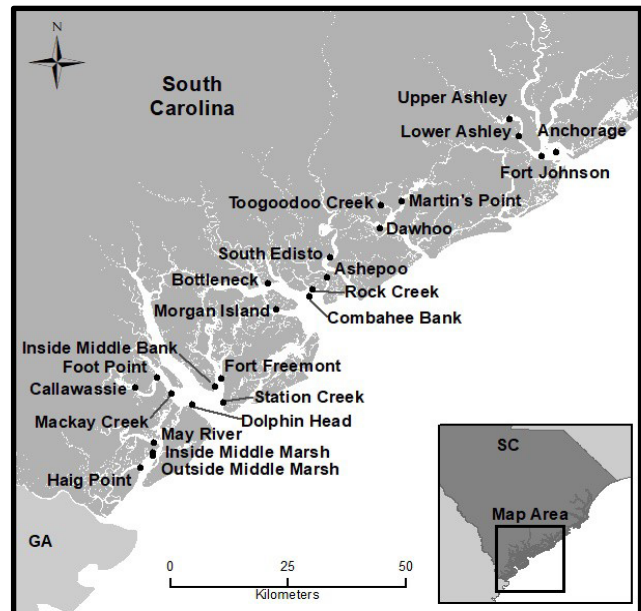 N
South
Carolina
Upper Ashley
Lower Ashley
Anchorage
Fort Johnson
Toogoodoo Creek
Martin's Point
Dawhoo
South Edisto
Ashepoo
Bottleneck
Rock Creek
Morgan Island
Combahee Bank
Inside Middle Bank
Foot Point
Fort Freemont
Callawassie
Station Creek
Mackay Creek
Dolphin Head
May River
Inside Middle Marsh
Outside Middle Marsh
Haig Point
GA
0 25 50
Kilometers
SC
Map Area